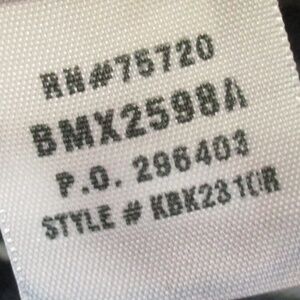 RN#75720
BMX2598A
P.O. 296403
STYLE # KBK2310R